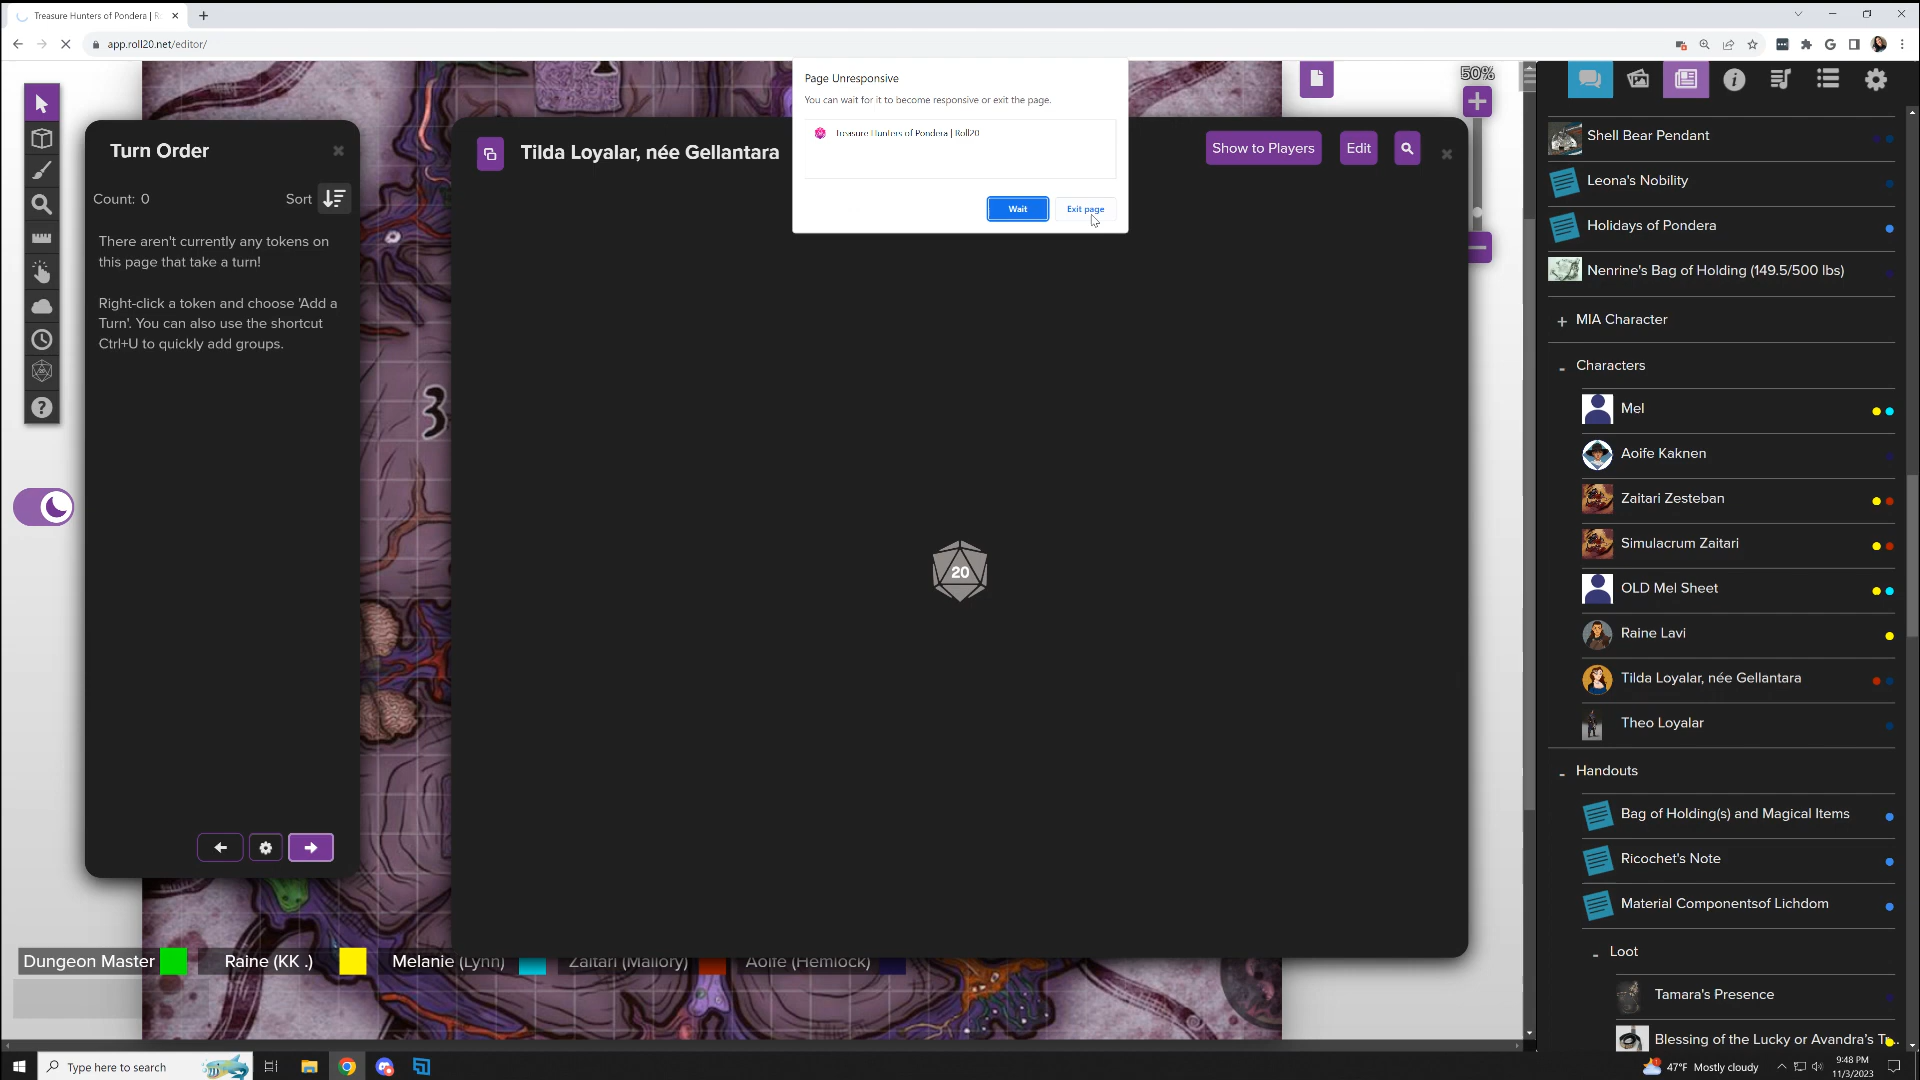 Treasure Hunters of Pondera | R
app.roll20.net/editor/
Page Unresponsive
You can wait for it to become responsive or exit the page.
Treasure Hunters of Pondera | Roll20
Wait
Exit page
Turn Order
Count: 0
Sort
There aren't currently any tokens on
this page that take a turn!
Right-click a token and choose 'Add a
Turn'. You can also use the shortcut
Ctrl+U to quickly add groups.
3
Tilda Loyalar, née Gellantara
Show to Players
Edit
20
50%
Shell Bear Pendant
Leona's Nobility
Holidays of Pondera
Nenrine's Bag of Holding (149.5/500 lbs)
+ MIA Character
- Characters
Mel
Aoife Kaknen
Zaitari Zesteban
Simulacrum Zaitari
OLD Mel Sheet
Raine Lavi
Tilda Loyalar, née Gellantara
Theo Loyalar
- Handouts
Bag of Holding(s) and Magical Items
Ricochet's Note
Material Componentsof Lichdom
- Loot
Tamara's Presence
Blessing of the Lucky or Avandra's T...
Dungeon Master
Raine (KK .)
Melanie (Lynn)
Zaitari (Mallory)
Aoife (Hemlock)
Type here to search
47°F Mostly cloudy
9:48 PM
11/3/2023